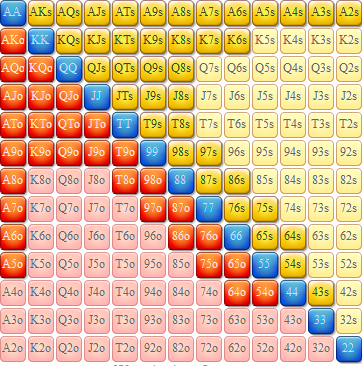 AA AKs AQs AJs ATs A9s A8s A7s A6s A5s A4s A3s A2s
AKo KK KQs KJs KTs K9s K8s K7s K6s K5s K4s K3s K2s
AQo KQo QQ QJs QTs Q9s Q8s Q7s Q6s Q5s Q4s Q3s Q2s
AJo KJo QJo JJ JTs J9s J8s J7s J6s J5s J4s J3s J2s
ATo KTo QTo JTo TT T9s T8s T7s T6s T5s T4s T3s T2s
A9o K9o Q9o J9o T9o 99 98s 97s 96s 95s 94s 93s 92s
A8o K8o Q8o J8o T8o 98o 88 87s 86s 85s 84s 83s 82s
A7o K7o Q7o J7o T7o 97o 87o 77 76s 75s 74s 73s 72s
A6o K6o Q6o J6o T6o 96o 86o 76o 66 65s 64s 63s 62s
A5o K5o Q5o J5o T5o 95o 85o 75o 65o 55 54s 53s 52s
A4o K4o Q4o J4o T4o 94o 84o 74o 64o 54o 44 43s 42s
A3o K3o Q3o J3o T3o 93o 83o 73o 63o 53o 43o 33 32s
A2o K2o Q2o J2o T2o 92o 82o 72o 62o 52o 42o 32o 22